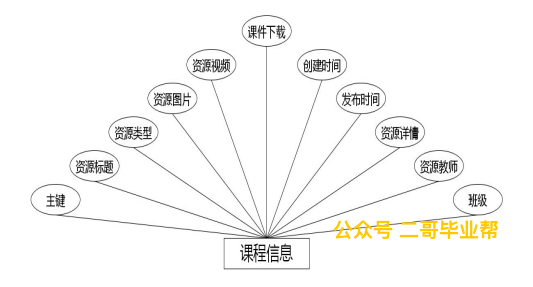 课件下载
资源视频
创建时间
资源图片
发布时间
资源类型
资源详情
资源标题
资源教师
主键
班级
公众号 二哥毕业帮
课程信息